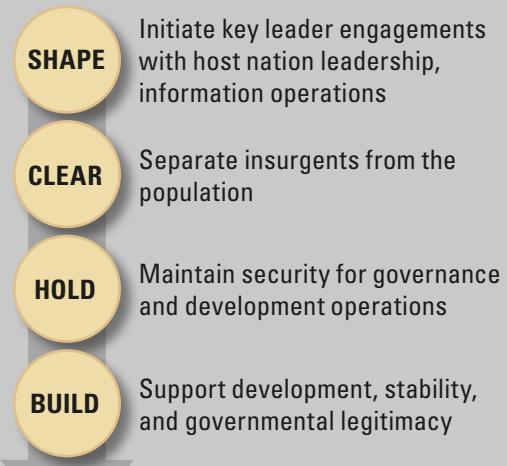 SHAPE
Initiate key leader engagements
with host nation leadership,
information operations
CLEAR
Separate insurgents from the
population
HOLD
Maintain security for governance
and development operations
BUILD
Support development, stability,
and governmental legitimacy